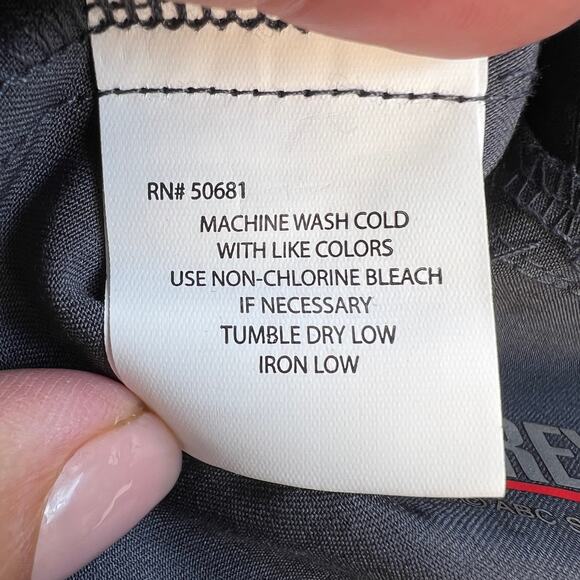 RN# 50681
MACHINE WASH COLD
WITH LIKE COLORS
USE NON-CHLORINE BLEACH
IF NECESSARY
TUMBLE DRY LOW
IRON LOW